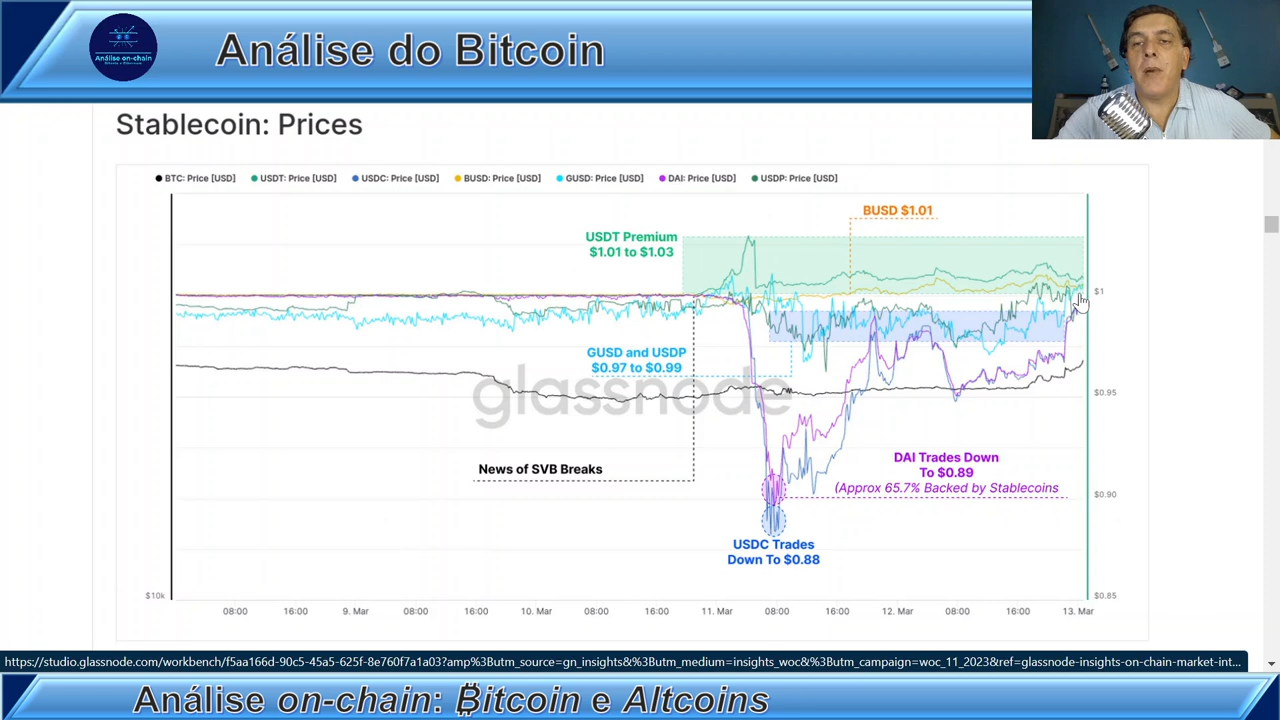 Análise do Bitcoin
Análise on-chain
Stablecoin: Prices
BTC: Price [USD] USDT: Price [USD] USDC: Price [USD] BUSD: Price [USD] GUSD: Price [USD] DAI: Price [USD] USDP: Price [USD]
BUSD $1.01
USDT Premium
$1.01 to $1.03
$1
GUSD and USDP
$0.97 to $0.99
glassnode
$0.95
News of SVB Breaks
DAI Trades Down
To $0.89
(Approx 65.7% Backed by Stablecoins
$0.90
USDC Trades
Down To $0.88
$10k
$0.85
08:00 16:00 9. Mar 08:00 16:00 10. Mar 08:00 16:00 11. Mar 08:00 16:00 12. Mar 08:00 16:00 13. Mar
https://studio.glassnode.com/workbench/f5aa166d-90c5-45a5-625f-8e760f7a1a03?amp%3Butm_source=gn_insights&%3Butm_medium=insights_woc&%3Butm_campaign=woc_11_2023&ref=glassnode-insights-on-chain-market-int...
Análise on-chain: ₿itcoin e Altcoins